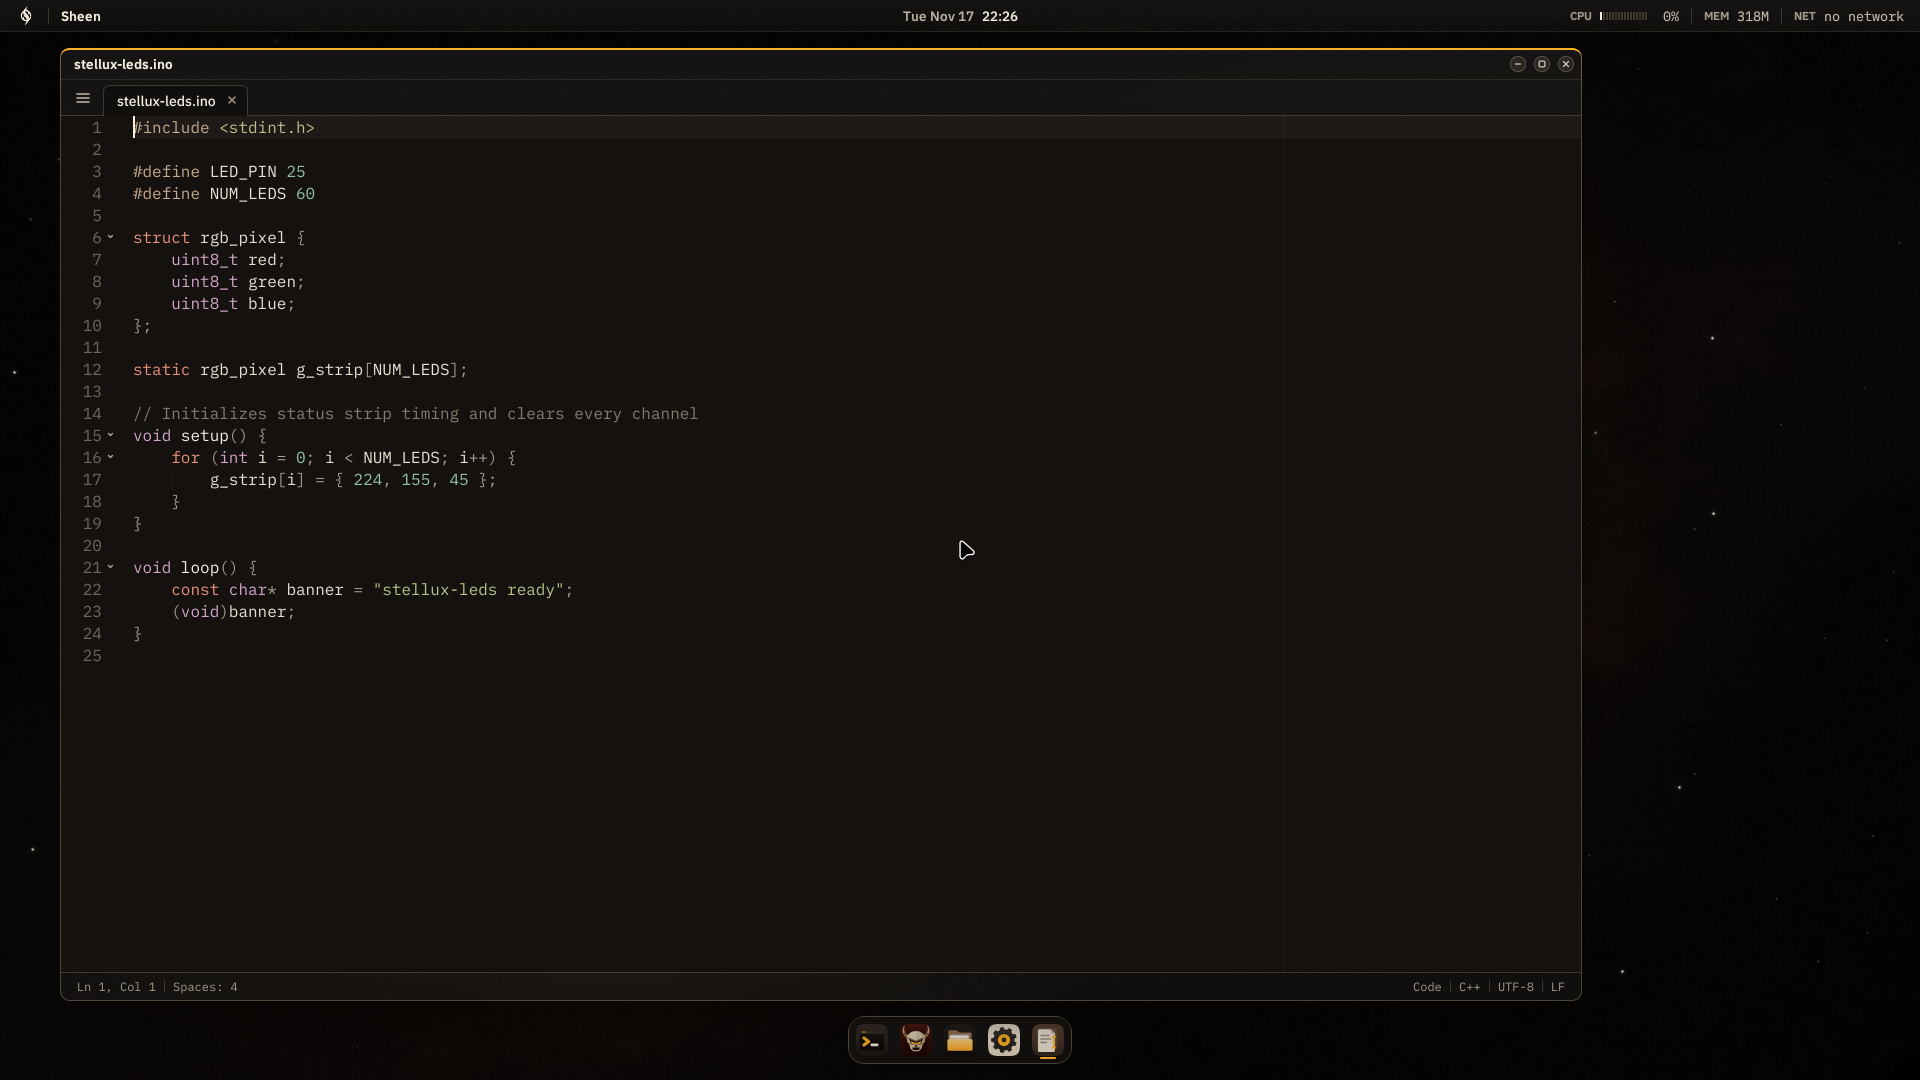 Sheen
Tue Nov 17 22:26
CPU 0% MEM 318M NET no network
stellux-leds.ino
stellux-leds.ino
1 #include <stdint.h>
2
3 #define LED_PIN 25
4 #define NUM_LEDS 60
5
6 struct rgb_pixel {
7     uint8_t red;
8     uint8_t green;
9     uint8_t blue;
10 };
11
12 static rgb_pixel g_strip[NUM_LEDS];
13
14 // Initializes status strip timing and clears every channel
15 void setup() {
16     for (int i = 0; i < NUM_LEDS; i++) {
17         g_strip[i] = { 224, 155, 45 };
18     }
19 }
20
21 void loop() {
22     const char* banner = "stellux-leds ready";
23     (void)banner;
24 }
25
Ln 1, Col 1 Spaces: 4
Code C++ UTF-8 LF